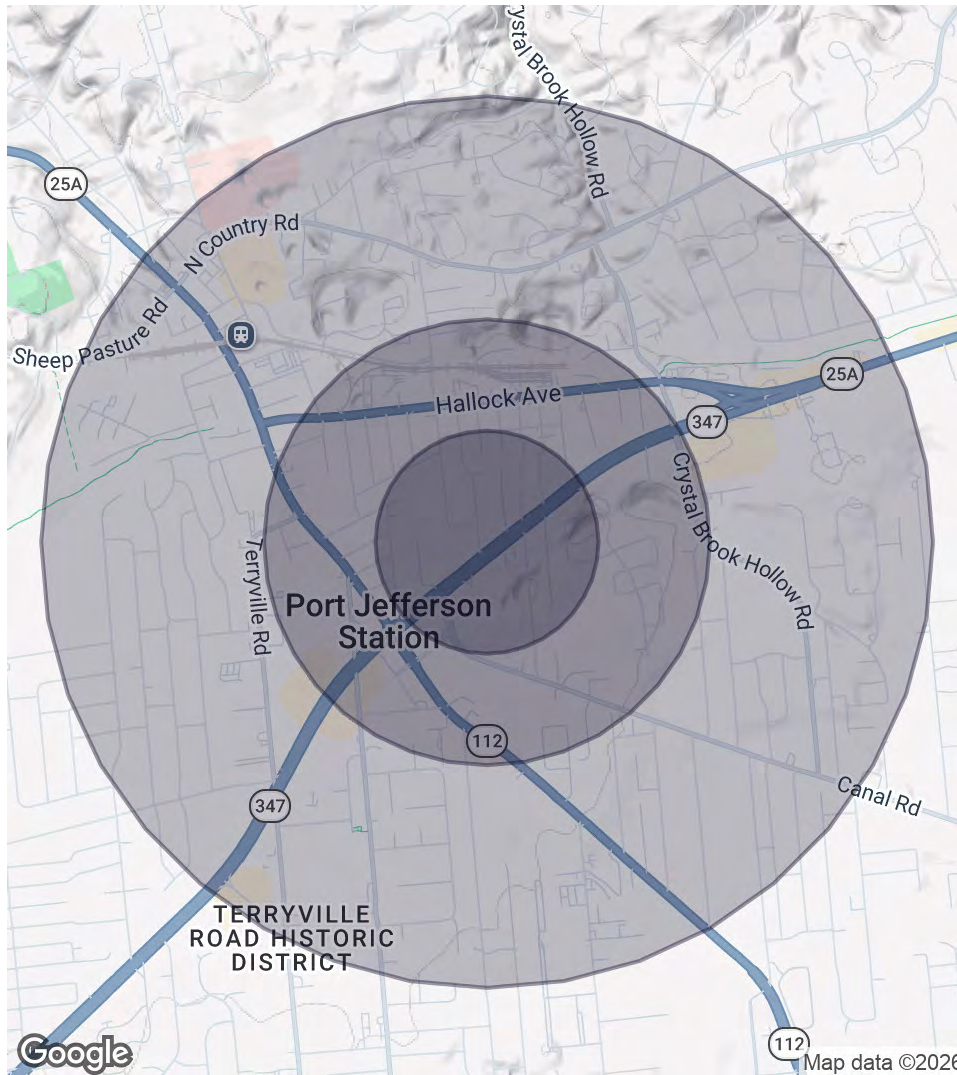 ystal Brook Hollow Rd
25A
N Country Rd
Sheep Pasture Rd
25A
Hallock Ave
347
Crystal Brook Hollow Rd
Terryville Rd
Port Jefferson
Station
112
Canal Rd
347
TERRYVILLE
ROAD HISTORIC
DISTRICT
112
Google
Map data ©2026